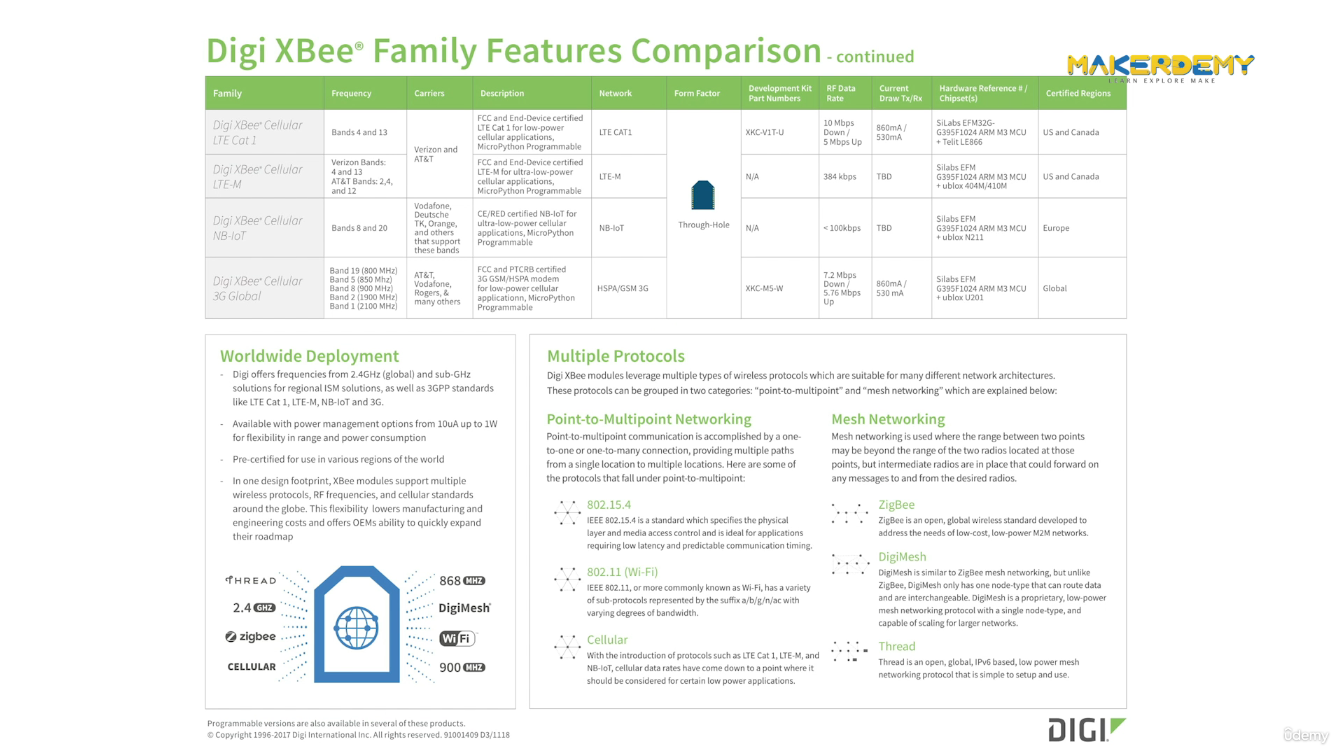 Digi XBee® Family Features Comparison - continued
MAKERDEMY
LEARN EXPLORE MAKE
Family
Frequency
Carriers
Description
Network
Form Factor
Development Kit
Part Numbers
RF Data
Rate
Current
Draw Tx/Rx
Hardware Reference # /
Chipset(s)
Certified Regions
Digi XBee® Cellular
LTE Cat 1
Bands 4 and 13
Verizon and
AT&T
FCC and End-Device certified
LTE Cat 1 for low-power
cellular applications,
MicroPython Programmable
LTE CAT1
Through-Hole
XKC-V1T-U
10 Mbps
Down /
5 Mbps Up
860mA /
530mA
SiLabs EFM32G-
G395F1024 ARM M3 MCU
+ Telit LE866
US and Canada
Digi XBee® Cellular
LTE-M
Verizon Bands:
4 and 13
AT&T Bands: 2,4,
and 12
FCC and End-Device certified
LTE-M for ultra-low-power
cellular applications,
MicroPython Programmable
LTE-M
N/A
384 kbps
TBD
Silabs EFM
G395F1024 ARM M3 MCU
+ ublox 404M/410M
US and Canada
Digi XBee® Cellular
NB-IoT
Bands 8 and 20
Vodafone,
Deutsche
TK, Orange,
and others
that support
these bands
CE/RED certified NB-IoT for
ultra-low-power cellular
applications, MicroPython
Programmable
NB-IoT
N/A
< 100kbps
TBD
Silabs EFM
G395F1024 ARM M3 MCU
+ ublox N211
Europe
Digi XBee® Cellular
3G Global
Band 19 (800 MHz)
Band 5 (850 Mhz)
Band 8 (900 MHz)
Band 2 (1900 MHz)
Band 1 (2100 MHz)
AT&T,
Vodafone,
Rogers, &
many others
FCC and PTCRB certified
3G GSM/HSPA modem
for low-power cellular
applicationn, MicroPython
Programmable
HSPA/GSM 3G
XKC-M5-W
7.2 Mbps
Down /
5.76 Mbps
Up
860mA /
530 mA
Silabs EFM
G395F1024 ARM M3 MCU
+ ublox U201
Global
Worldwide Deployment
- Digi offers frequencies from 2.4GHz (global) and sub-GHz
solutions for regional ISM solutions, as well as 3GPP standards
like LTE Cat 1, LTE-M, NB-IoT and 3G.
- Available with power management options from 10uA up to 1W
for flexibility in range and power consumption
- Pre-certified for use in various regions of the world
- In one design footprint, XBee modules support multiple
wireless protocols, RF frequencies, and cellular standards
around the globe. This flexibility lowers manufacturing and
engineering costs and offers OEMs ability to quickly expand
their roadmap
THREAD
2.4 GHZ
zigbee
CELLULAR
868 MHZ
DigiMesh®
WiFi
900 MHZ
Multiple Protocols
Digi XBee modules leverage multiple types of wireless protocols which are suitable for many different network architectures.
These protocols can be grouped in two categories: “point-to-multipoint” and “mesh networking” which are explained below:
Point-to-Multipoint Networking
Point-to-multipoint communication is accomplished by a one-
to-one or one-to-many connection, providing multiple paths
from a single location to multiple locations. Here are some of
the protocols that fall under point-to-multipoint:
802.15.4
IEEE 802.15.4 is a standard which specifies the physical
layer and media access control and is ideal for applications
requiring low latency and predictable communication timing.
802.11 (Wi-Fi)
IEEE 802.11, or more commonly known as Wi-Fi, has a variety
of sub-protocols represented by the suffix a/b/g/n/ac with
varying degrees of bandwidth.
Cellular
With the introduction of protocols such as LTE Cat 1, LTE-M, and
NB-IoT, cellular data rates have come down to a point where it
should be considered for certain low power applications.
Mesh Networking
Mesh networking is used where the range between two points
may be beyond the range of the two radios located at those
points, but intermediate radios are in place that could forward on
any messages to and from the desired radios.
ZigBee
ZigBee is an open, global wireless standard developed to
address the needs of low-cost, low-power M2M networks.
DigiMesh
DigiMesh is similar to ZigBee mesh networking, but unlike
ZigBee, DigiMesh only has one node-type that can route data
and are interchangeable. DigiMesh is a proprietary, low-power
mesh networking protocol with a single node-type, and
capable of scaling for larger networks.
Thread
Thread is an open, global, IPv6 based, low power mesh
networking protocol that is simple to setup and use.
Programmable versions are also available in several of these products.
© Copyright 1996-2017 Digi International Inc. All rights reserved. 91001409 D3/1118
DIGI
ûdemy